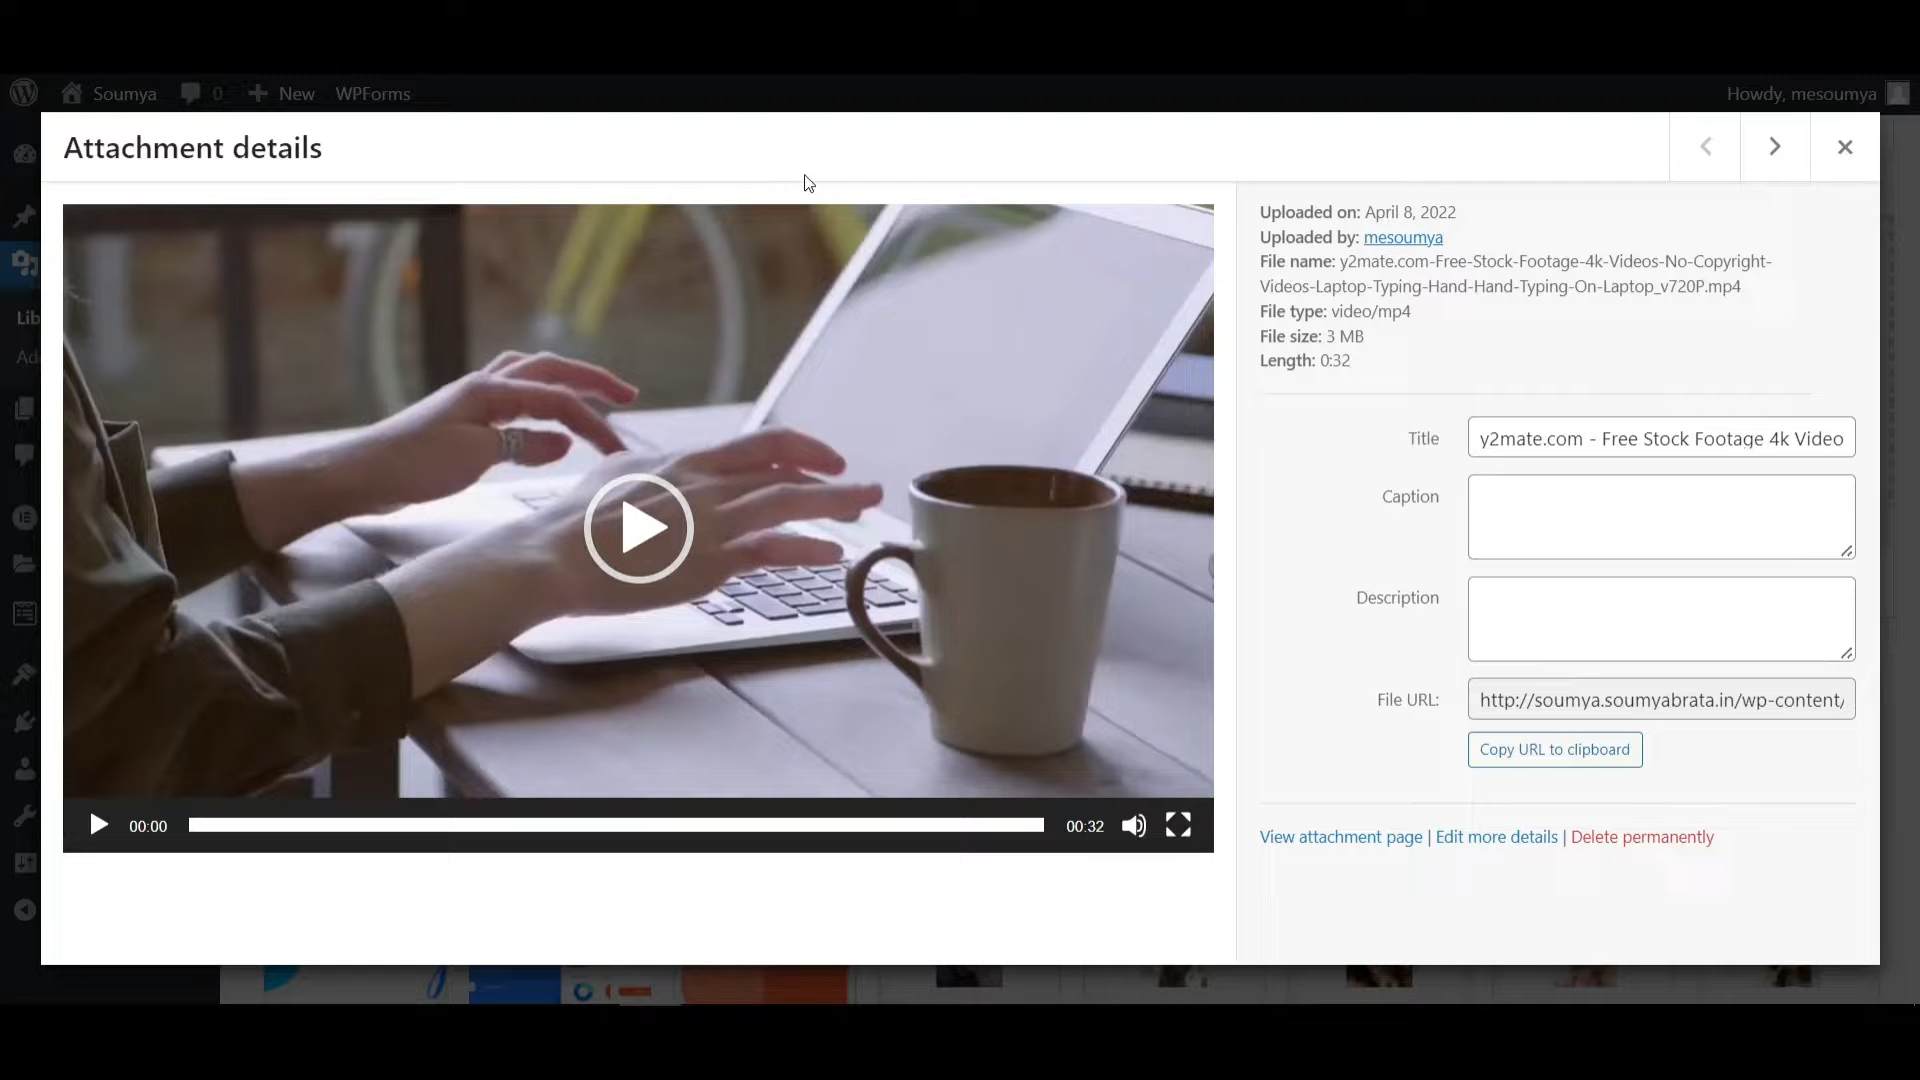 Soumya 0 New WPForms Howdy, mesoumya
Attachment details
Uploaded on: April 8, 2022
Uploaded by: mesoumya
File name: y2mate.com-Free-Stock-Footage-4k-Videos-No-Copyright-
Videos-Laptop-Typing-Hand-Hand-Typing-On-Laptop_v720P.mp4
File type: video/mp4
File size: 3 MB
Length: 0:32
Title y2mate.com - Free Stock Footage 4k Video
Caption
Description
File URL: http://soumya.soumyabrata.in/wp-content/
Copy URL to clipboard
View attachment page | Edit more details | Delete permanently
00:00 00:32
Lib
Ad